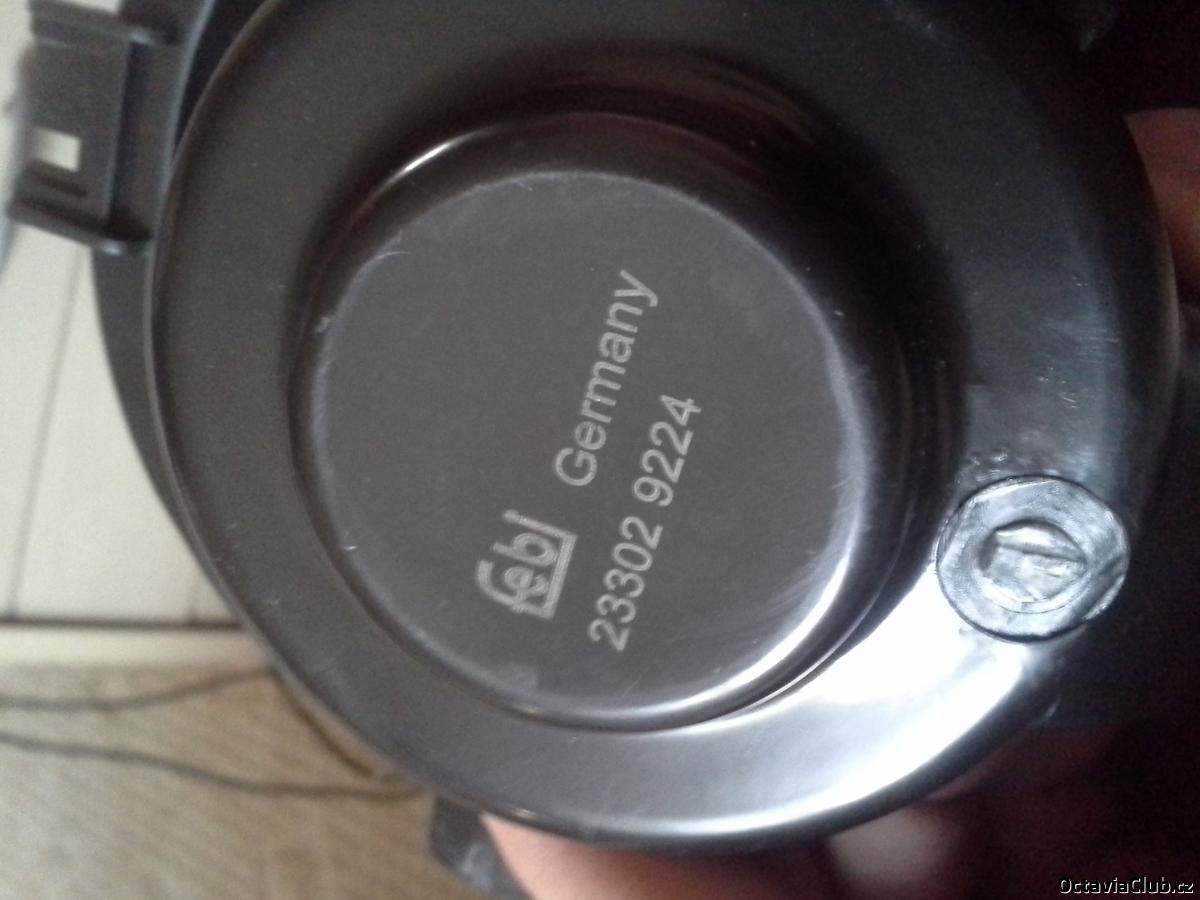 febi Germany
23302 9224
OctaviaClub.cz